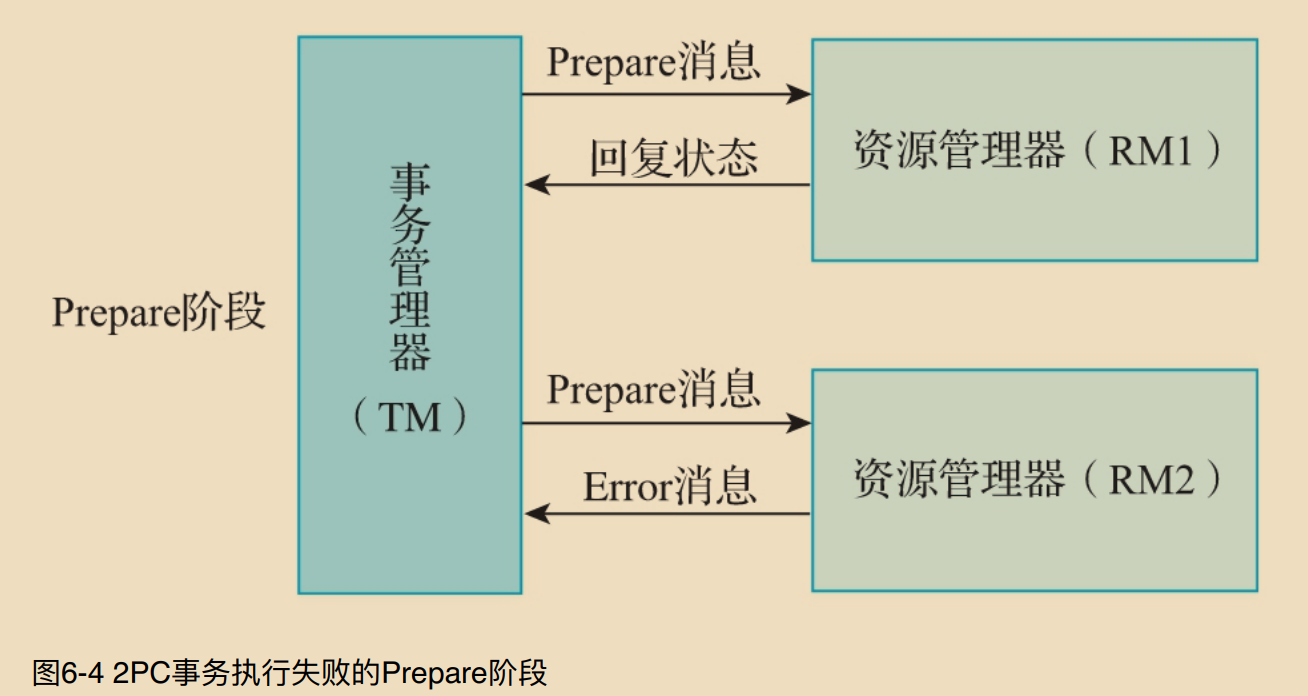 Prepare消息
资源管理器（RM1）
回复状态
事务管理器
（TM）
Prepare阶段
Prepare消息
资源管理器（RM2）
Error消息
图6-4 2PC事务执行失败的Prepare阶段